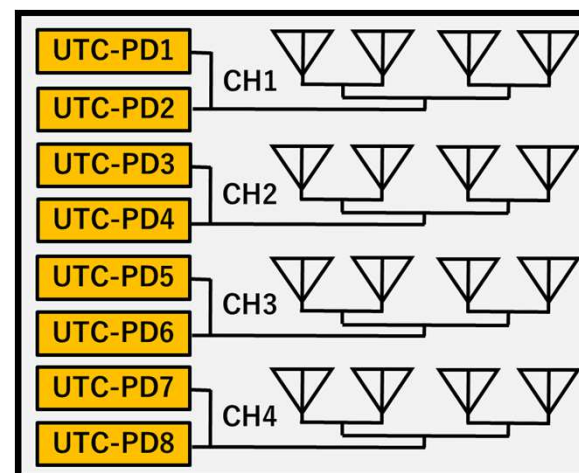 UTC-PD1
CH1
UTC-PD2
UTC-PD3
CH2
UTC-PD4
UTC-PD5
CH3
UTC-PD6
UTC-PD7
CH4
UTC-PD8